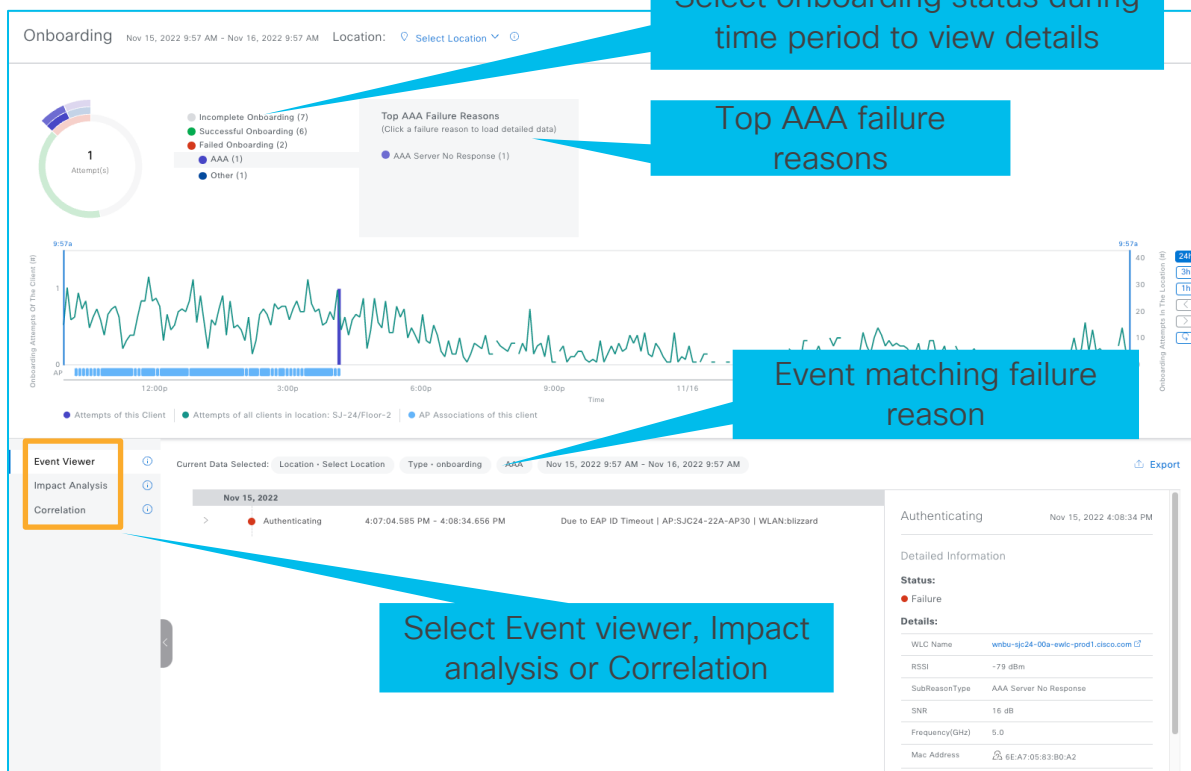 Select onboarding status during
time period to view details
Onboarding Nov 15, 2022 9:57 AM - Nov 16, 2022 9:57 AM Location: Select Location
Incomplete Onboarding (7)
Successful Onboarding (6)
Failed Onboarding (2)
AAA (1)
Other (1)
1
Attempt(s)
Top AAA Failure Reasons
(Click a failure reason to load detailed data)
AAA Server No Response (1)
Top AAA failure
reasons
9:57a 9:57a
Onboarding Attempts Of The Client (#)
1
0
AP
40
30
20
10
Onboarding Attempts In The Location (#)
24h
3h
1h
12:00p 3:00p 6:00p 9:00p 11/16
Time
Attempts of this Client Attempts of all clients in location: SJ-24/Floor-2 AP Associations of this client
Event matching failure
reason
Event Viewer
Impact Analysis
Correlation
Current Data Selected: Location · Select Location Type · onboarding AAA Nov 15, 2022 9:57 AM - Nov 16, 2022 9:57 AM Export
Nov 15, 2022
Authenticating 4:07:04.585 PM - 4:08:34.656 PM Due to EAP ID Timeout | AP:SJC24-22A-AP30 | WLAN:blizzard
Select Event viewer, Impact
analysis or Correlation
Authenticating Nov 15, 2022 4:08:34 PM
Detailed Information
Status:
Failure
Details:
WLC Name wnbu-sjc24-00a-ewlc-prod1.cisco.com
RSSI -79 dBm
SubReasonType AAA Server No Response
SNR 16 dB
Frequency(GHz) 5.0
Mac Address 6E:A7:05:83:B0:A2